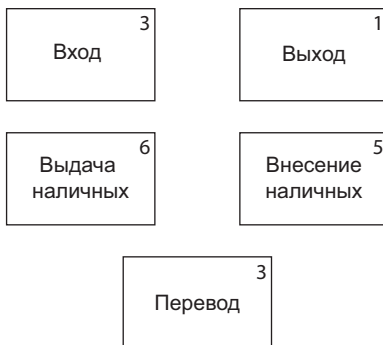 3
Вход
1
Выход
6
Выдача
наличных
5
Внесение
наличных
3
Перевод